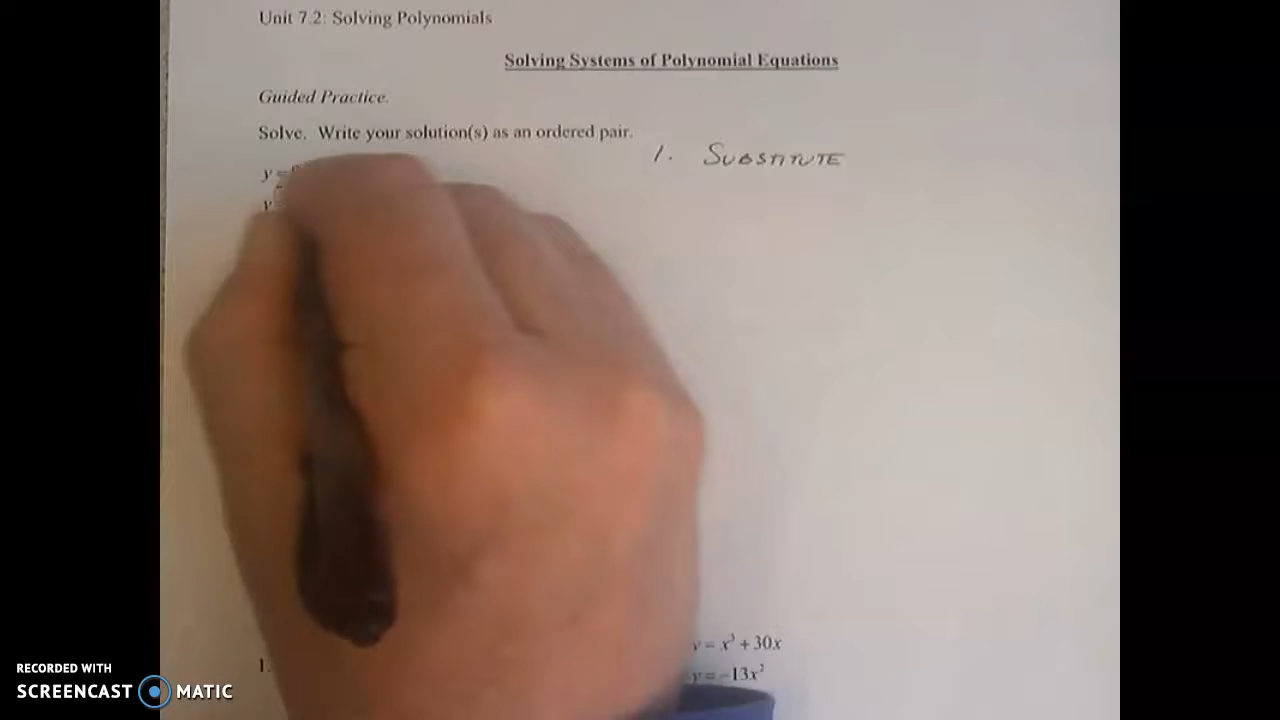 Unit 7.2: Solving Polynomials
Solving Systems of Polynomial Equations
Guided Practice.
Solve. Write your solution(s) as an ordered pair.
1. SUBSTITUTE
y =
y =
y = x³ + 30x
1.
y = −13x²
RECORDED WITH
SCREENCAST MATIC